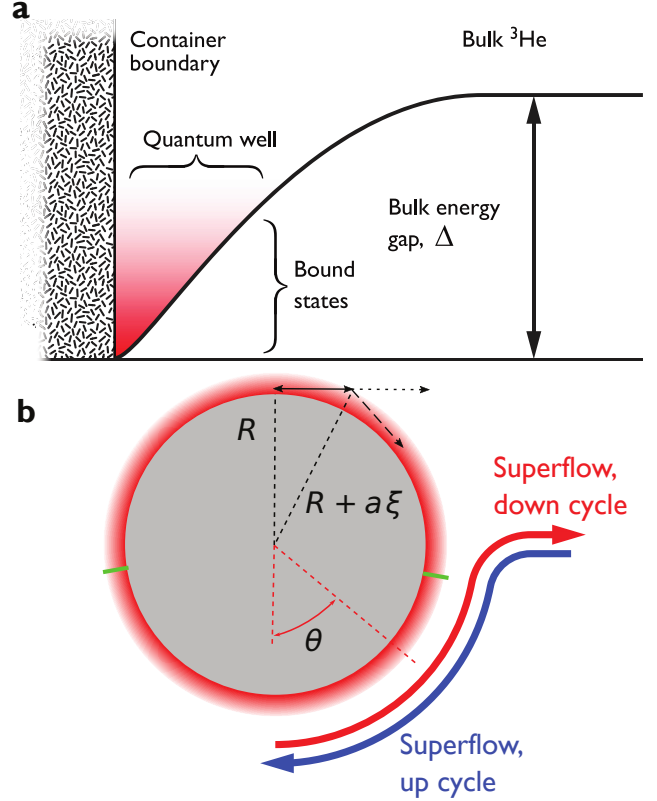 a
Container
boundary
Bulk ³He
Quantum well
Bulk energy
gap, Δ
Bound
states
b
R
R + aξ
θ
Superflow,
down cycle
Superflow,
up cycle